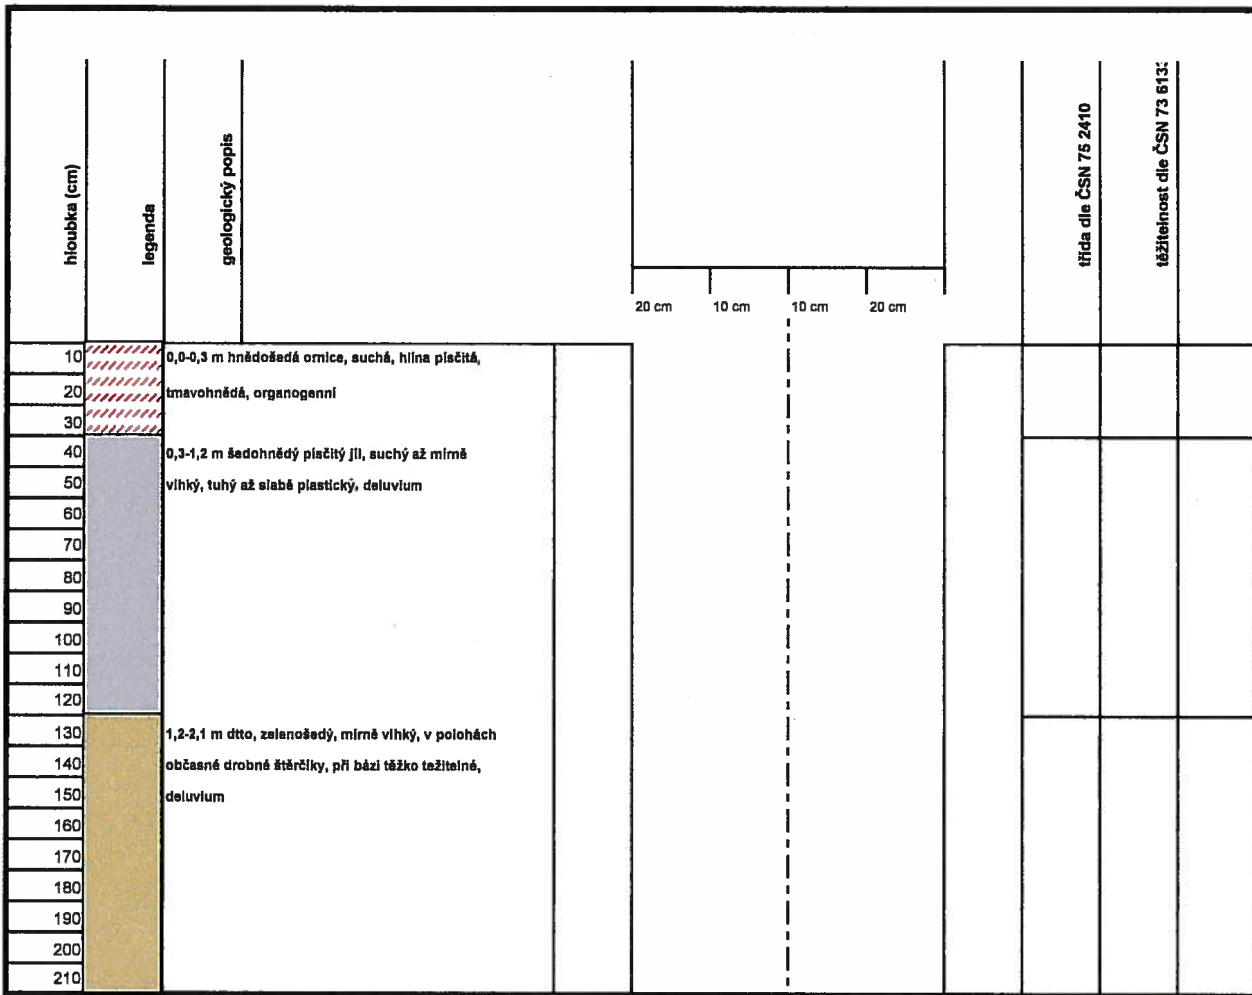 hloubka (cm)
legenda
geologický popis
třída dle ČSN 75 2410
těžitelnost dle ČSN 73 613
20 cm
10 cm
10 cm
20 cm
10
0,0-0,3 m hnědošedá ornice, suchá, hlína písčitá,
20
tmavohnědá, organogenní
30
40
0,3-1,2 m šedohnědý písčitý jíl, suchý až mírně
50
vlhký, tuhý až slabě plastický, deluvium
60
70
80
90
100
110
120
130
1,2-2,1 m dtto, zelenošedý, mírně vlhký, v polohách
140
občasné drobné štěrčíky, při bázi těžko težitelné,
150
deluvium
160
170
180
190
200
210